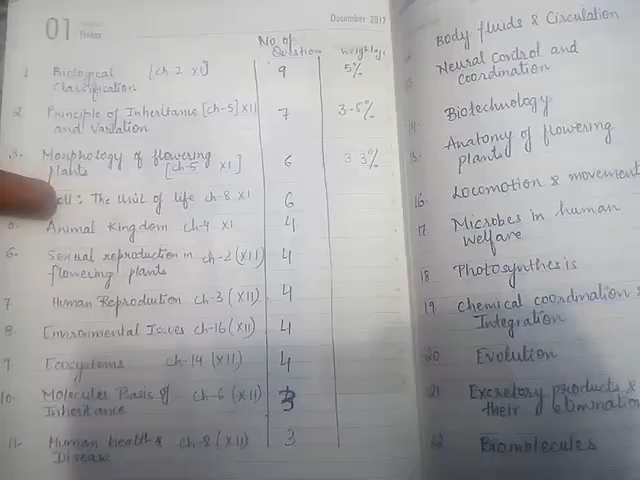 01
Friday
December 2017
No. of Question
weightage
1. Biological [ch-2 XI] 9 5%
Classification
2. Principle of Inheritance [ch-5] XII 7 3-5%
and Variation
3. Morphology of flowering 6 3 3%
plants [ch-5 XI]
: The Unit of life ch-8 XI 6
Animal Kingdom ch-4 XI 4
6. Sexual reproduction in ch-2 (XII) 4
flowering plants
7 Human Reproduction ch-3 (XII) 4
8. Environmental Issues ch-16 (XII) 4
9. Ecosystems ch-14 (XII) 4
10. Molecular of ch-6 (XII)
Inheritance
11. Human health & ch-8 (XII) 3
Disease
Body fluids & Circulation
13 Neural Control and
coordination
14. Biotechnology
15. Anatomy of flowering
plants
16. Locomotion & movement
17 Microbes in human
welfare
18 Photosynthesis
19 Chemical coordination &
Integration
20 Evolution
21 Excretory products &
their elimination
22 Biomolecules